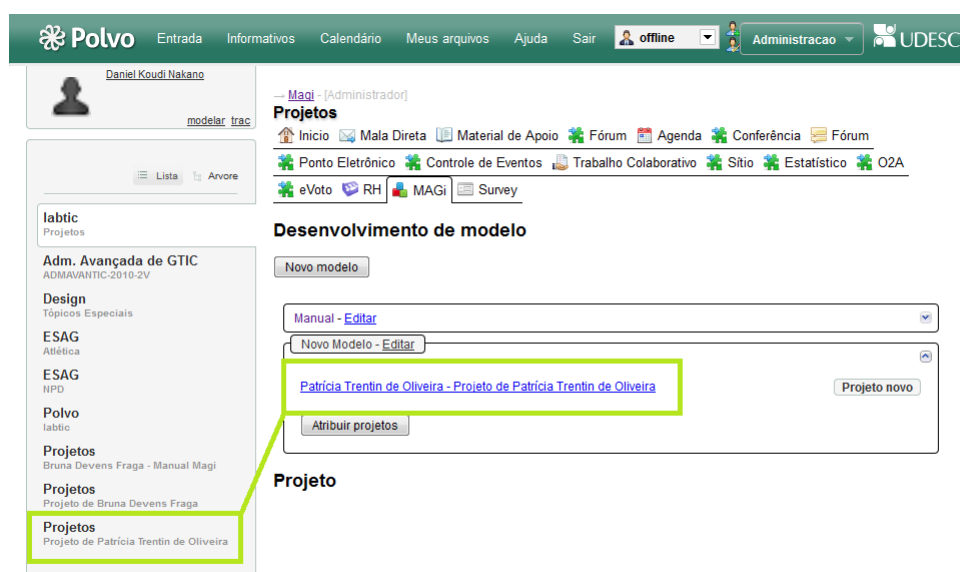 Polvo Entrada Informativos Calendário Meus arquivos Ajuda Sair offline Administracao UDESC
Daniel Koudi Nakano
modelar trac
Lista Arvore
labtic
Projetos
Adm. Avançada de GTIC
ADMAVANTIC-2010-2V
Design
Tópicos Especiais
ESAG
Atlética
ESAG
NPD
Polvo
labtic
Projetos
Bruna Devens Fraga - Manual Magi
Projetos
Projeto de Bruna Devens Fraga
Projetos
Projeto de Patrícia Trentin de Oliveira
→ Magi - [Administrador]
Projetos
Inicio Mala Direta Material de Apoio Fórum Agenda Conferência Fórum
Ponto Eletrônico Controle de Eventos Trabalho Colaborativo Sítio Estatístico O2A
eVoto RH MAGi Survey
Desenvolvimento de modelo
Novo modelo
Manual - Editar
Novo Modelo - Editar
Patrícia Trentin de Oliveira - Projeto de Patrícia Trentin de Oliveira Projeto novo
Atribuir projetos
Projeto